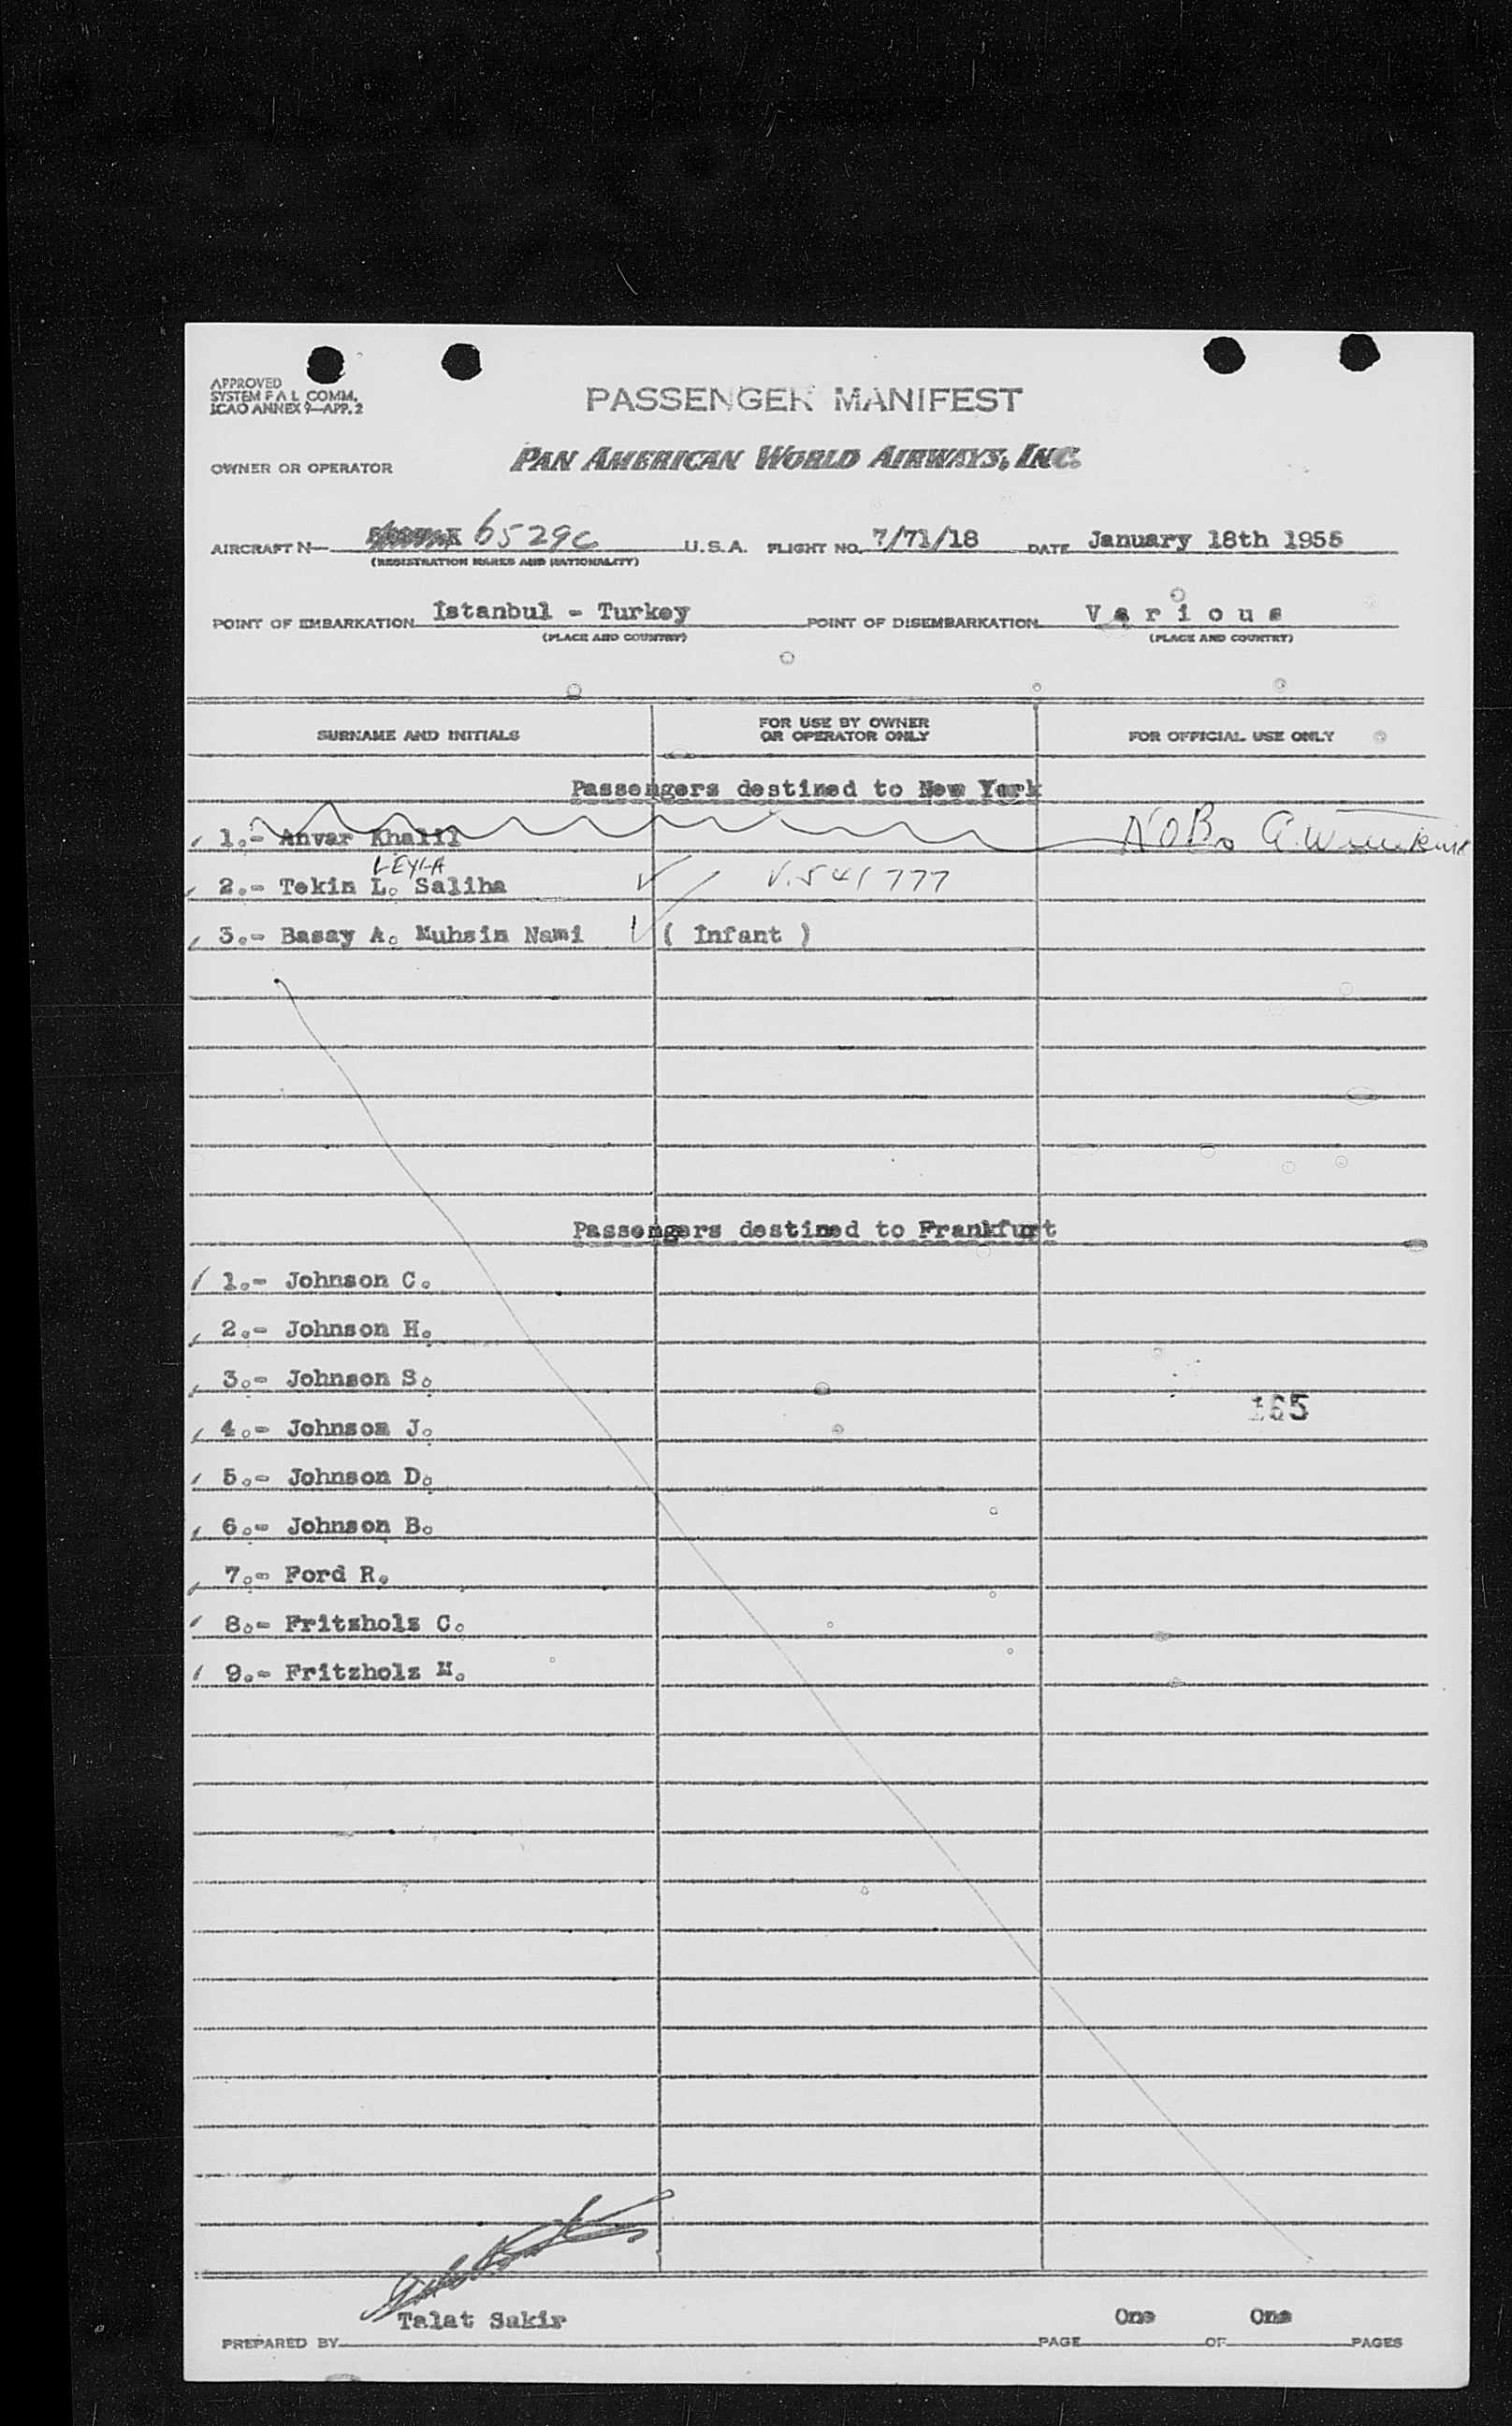 APPROVED
SYSTEM F A L COMM.
ICAO ANNEX 9—APP. 2
PASSENGER MANIFEST
OWNER OR OPERATOR PAN AMERICAN WORLD AIRWAYS, INC.
AIRCRAFT N— 6529C U.S.A. FLIGHT NO. 7/71/18 DATE January 18th 1955
(REGISTRATION MARKS AND NATIONALITY)
POINT OF EMBARKATION Istanbul - Turkey POINT OF DISEMBARKATION V a r i o u s
(PLACE AND COUNTRY) (PLACE AND COUNTRY)
SURNAME AND INITIALS FOR USE BY OWNER OR OPERATOR ONLY FOR OFFICIAL USE ONLY
Passengers destined to New York
1.- Anvar Khalil NOB.
LEYLA
2.- Tekin L. Saliha V.541777
3.- Basay A. Muhsin Nami ( Infant )
Passengers destined to Frankfurt
1.- Johnson C.
2.- Johnson H.
3.- Johnson S.
165
4.- Johnson J.
5.- Johnson D.
6.- Johnson B.
7.- Ford R.
8.- Fritzholz C.
9.- Fritzholz M.
Talat Sakir One One
PREPARED BY PAGE OF PAGES